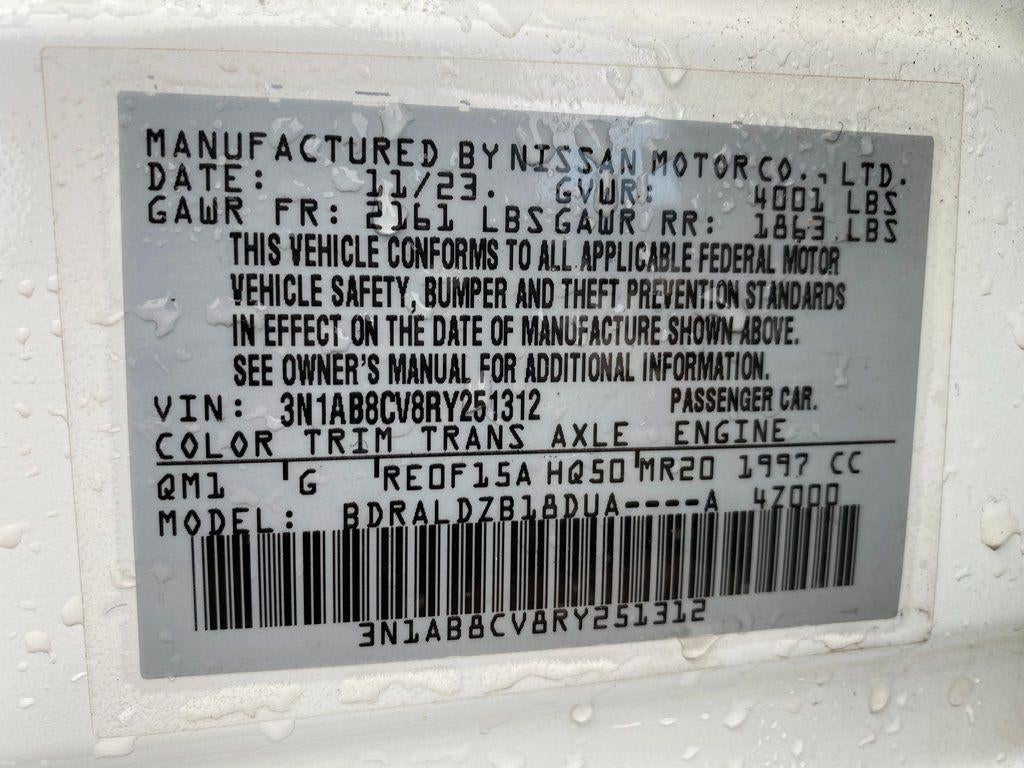 MANUFACTURED BY NISSAN MOTOR CO., LTD.
DATE: 11/23. GVWR: 4001 LBS
GAWR FR: 2161 LBS GAWR RR: 1863 LBS
THIS VEHICLE CONFORMS TO ALL APPLICABLE FEDERAL MOTOR
VEHICLE SAFETY, BUMPER AND THEFT PREVENTION STANDARDS
IN EFFECT ON THE DATE OF MANUFACTURE SHOWN ABOVE.
SEE OWNER'S MANUAL FOR ADDITIONAL INFORMATION.
VIN: 3N1AB8CV8RY251312 PASSENGER CAR.
COLOR TRIM TRANS AXLE ENGINE
QM1 G RE0F15A HQ50 MR20 1997 CC
MODEL: BDRALDZB18DUA----A 4Z000
3N1AB8CV8RY251312